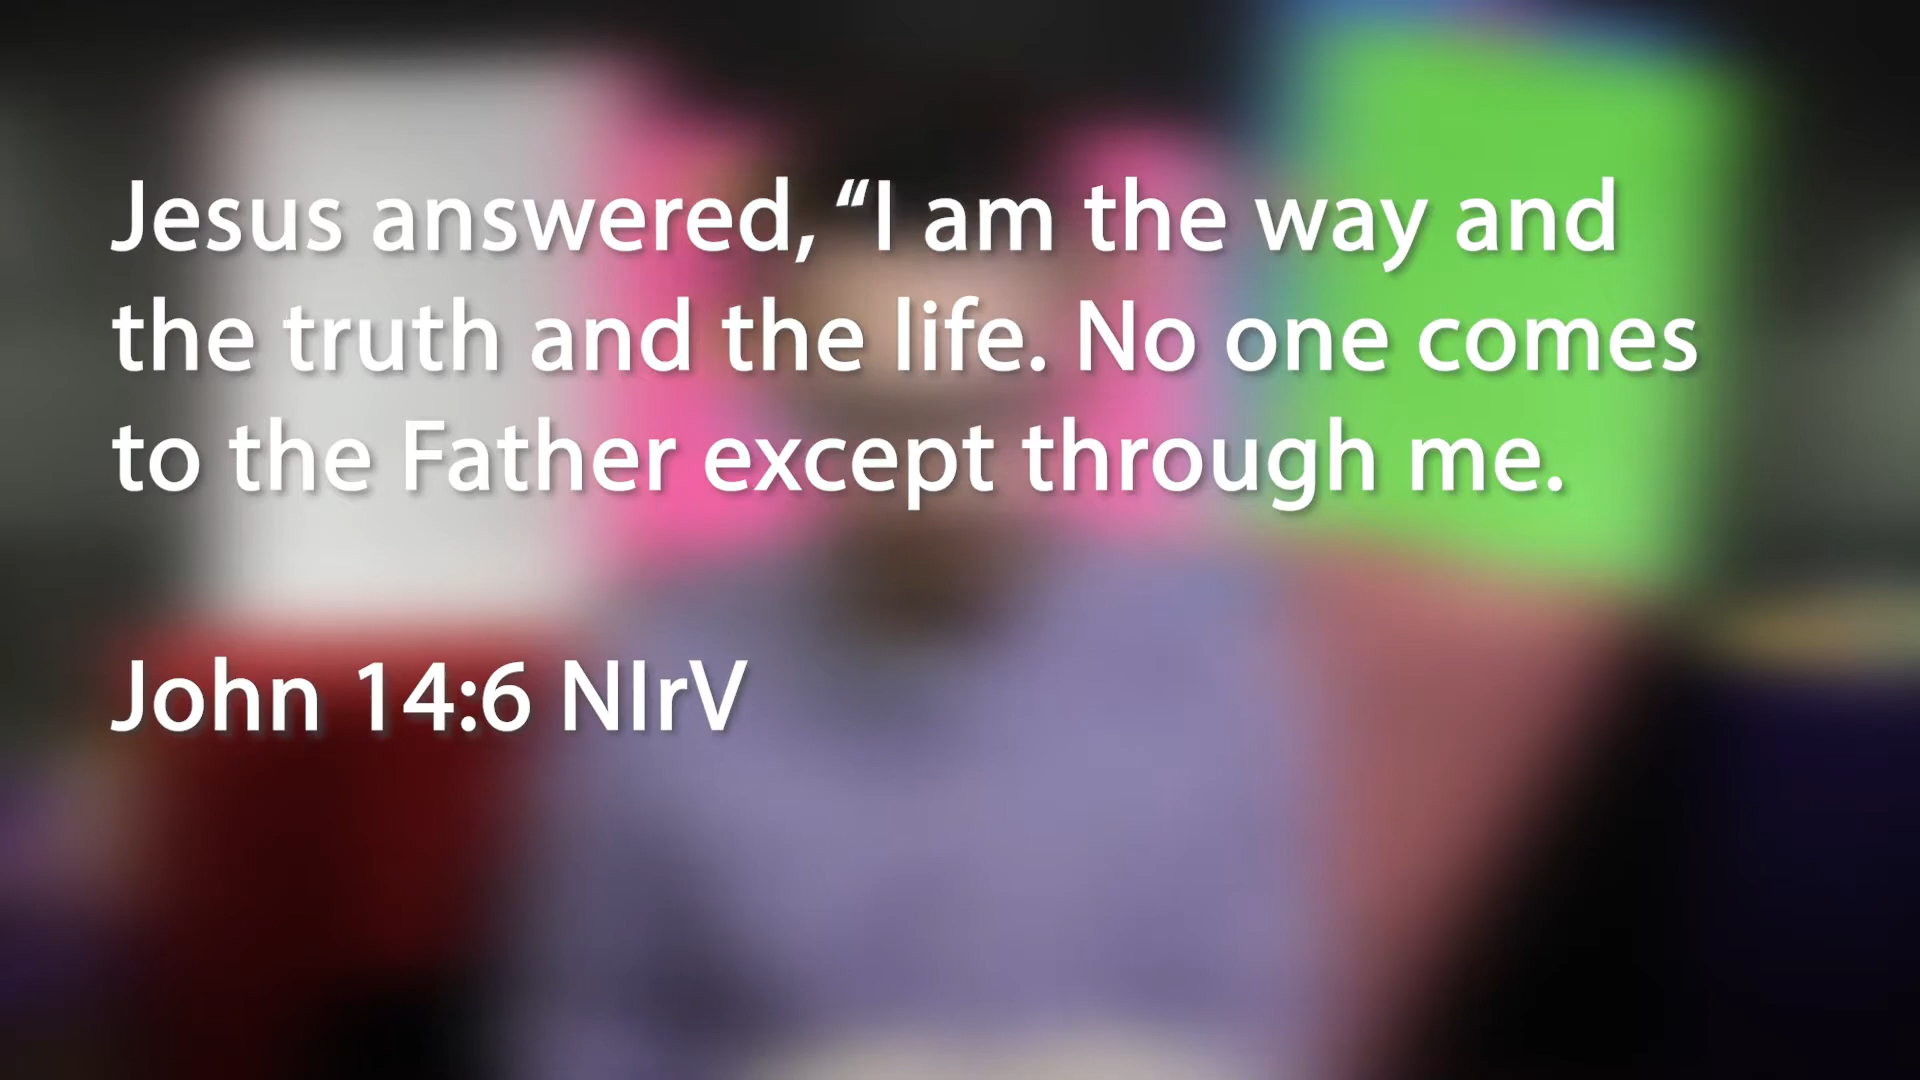 Jesus answered, “I am the way and
the truth and the life. No one comes
to the Father except through me.
John 14:6 NIrV